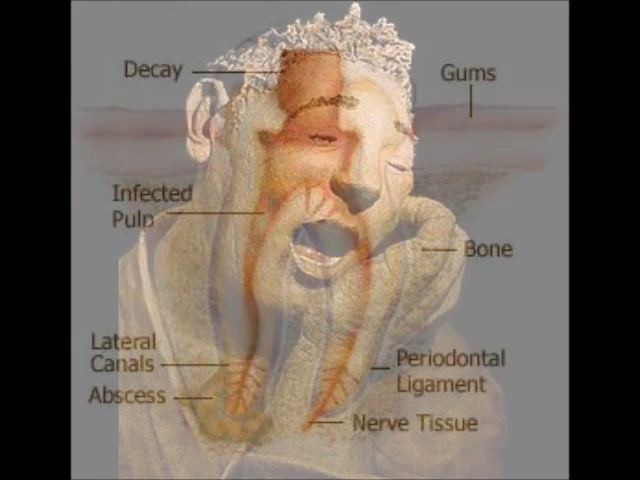 Decay
Gums
Infected
Pulp
Bone
Lateral
Canals
Periodontal
Ligament
Abscess
Nerve Tissue